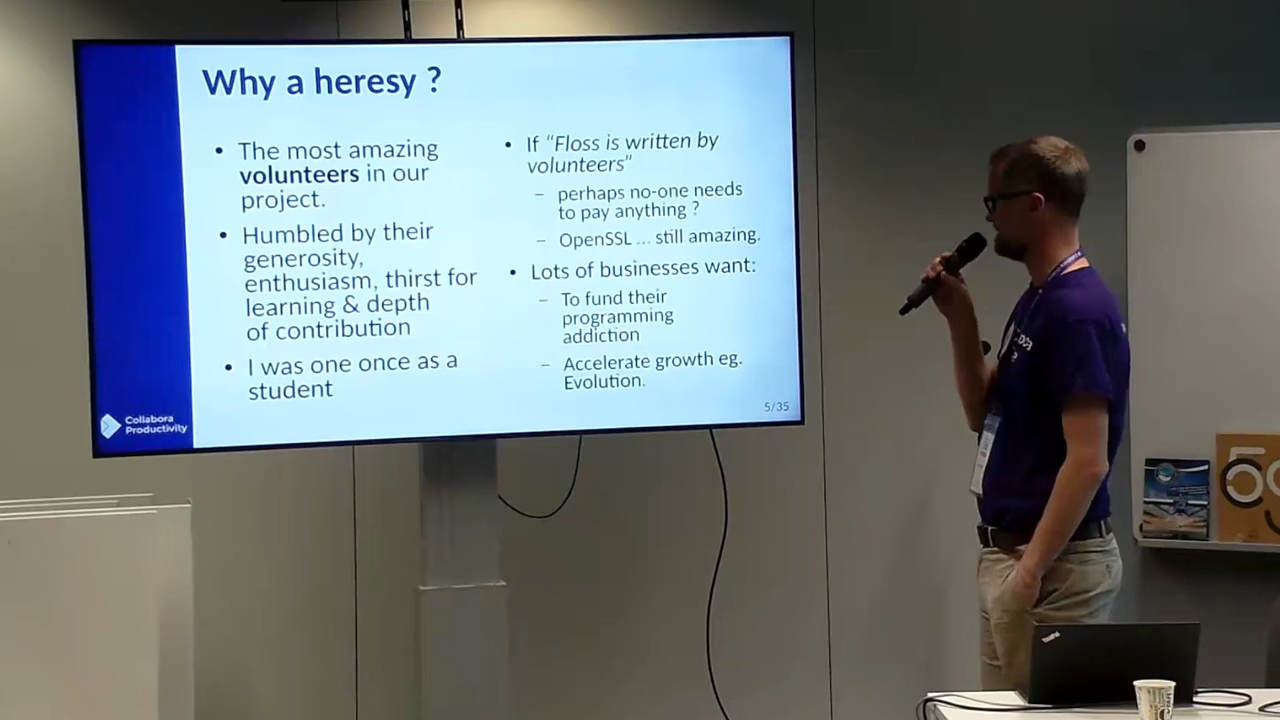 Why a heresy ?
• The most amazing
volunteers in our
project.
• Humbled by their
generosity,
enthusiasm, thirst for
learning & depth
of contribution
• I was one once as a
student
• If “Floss is written by
volunteers”
– perhaps no-one needs
to pay anything ?
– OpenSSL ... still amazing.
• Lots of businesses want:
– To fund their
programming
addiction
– Accelerate growth eg.
Evolution.
5/35
Collabora
Productivity
ThinkPad